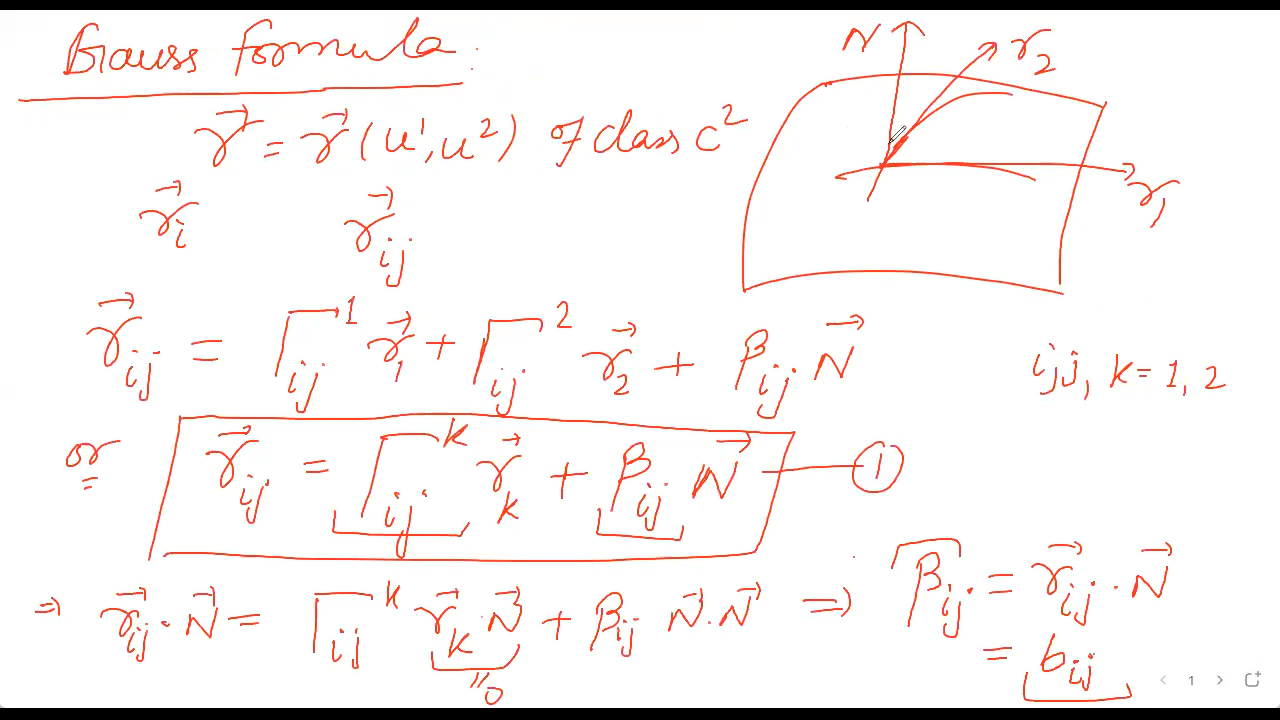 Gauss formula.
N⃗ r₂
r⃗ = r⃗ (u¹, u²) of class C²
r₁
r⃗ᵢ r⃗ᵢⱼ
r⃗ᵢⱼ = Γᵢⱼ¹ r⃗₁ + Γᵢⱼ² r⃗₂ + βᵢⱼ N⃗ i,j, k = 1, 2
or r⃗ᵢⱼ = Γᵢⱼᵏ r⃗ₖ + βᵢⱼ N⃗ — ①
⇒ r⃗ᵢⱼ · N⃗ = Γᵢⱼᵏ r⃗ₖ · N⃗ + βᵢⱼ N⃗ · N⃗ ⇒ βᵢⱼ = r⃗ᵢⱼ · N⃗
= bᵢⱼ
"0
1